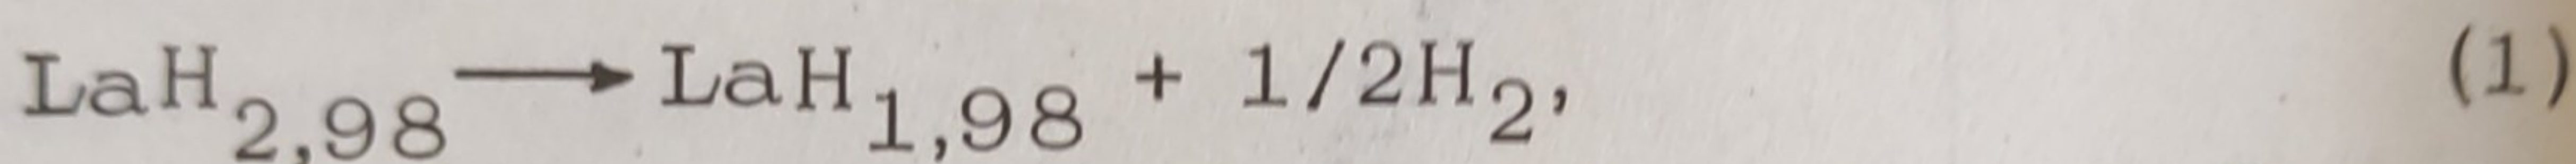 LaH2,98 → LaH1,98 + 1/2H2, (1)